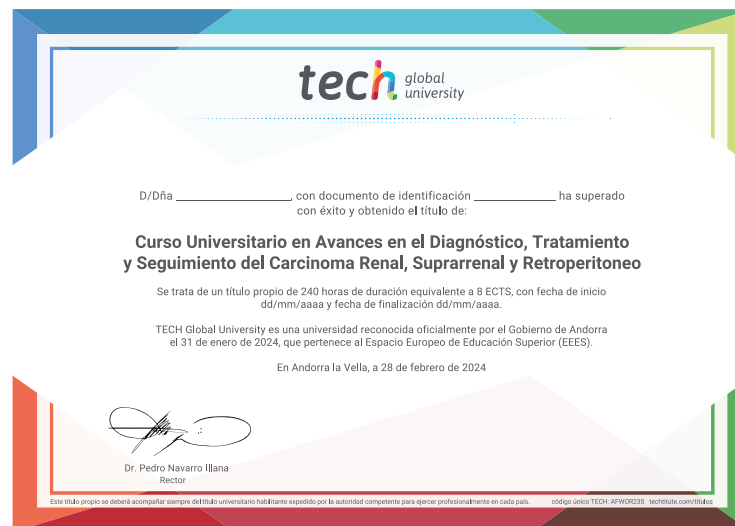 tech global university
D/Dña , con documento de identificación ha superado
con éxito y obtenido el título de:
Curso Universitario en Avances en el Diagnóstico, Tratamiento
y Seguimiento del Carcinoma Renal, Suprarrenal y Retroperitoneo
Se trata de un título propio de 240 horas de duración equivalente a 8 ECTS, con fecha de inicio
dd/mm/aaaa y fecha de finalización dd/mm/aaaa.
TECH Global University es una universidad reconocida oficialmente por el Gobierno de Andorra
el 31 de enero de 2024, que pertenece al Espacio Europeo de Educación Superior (EEES).
En Andorra la Vella, a 28 de febrero de 2024
Dr. Pedro Navarro Illana
Rector
Este título propio se deberá acompañar siempre del título universitario habilitante expedido por la autoridad competente para ejercer profesionalmente en cada país. código único TECH: AFWOR23S techtitute.com/títulos